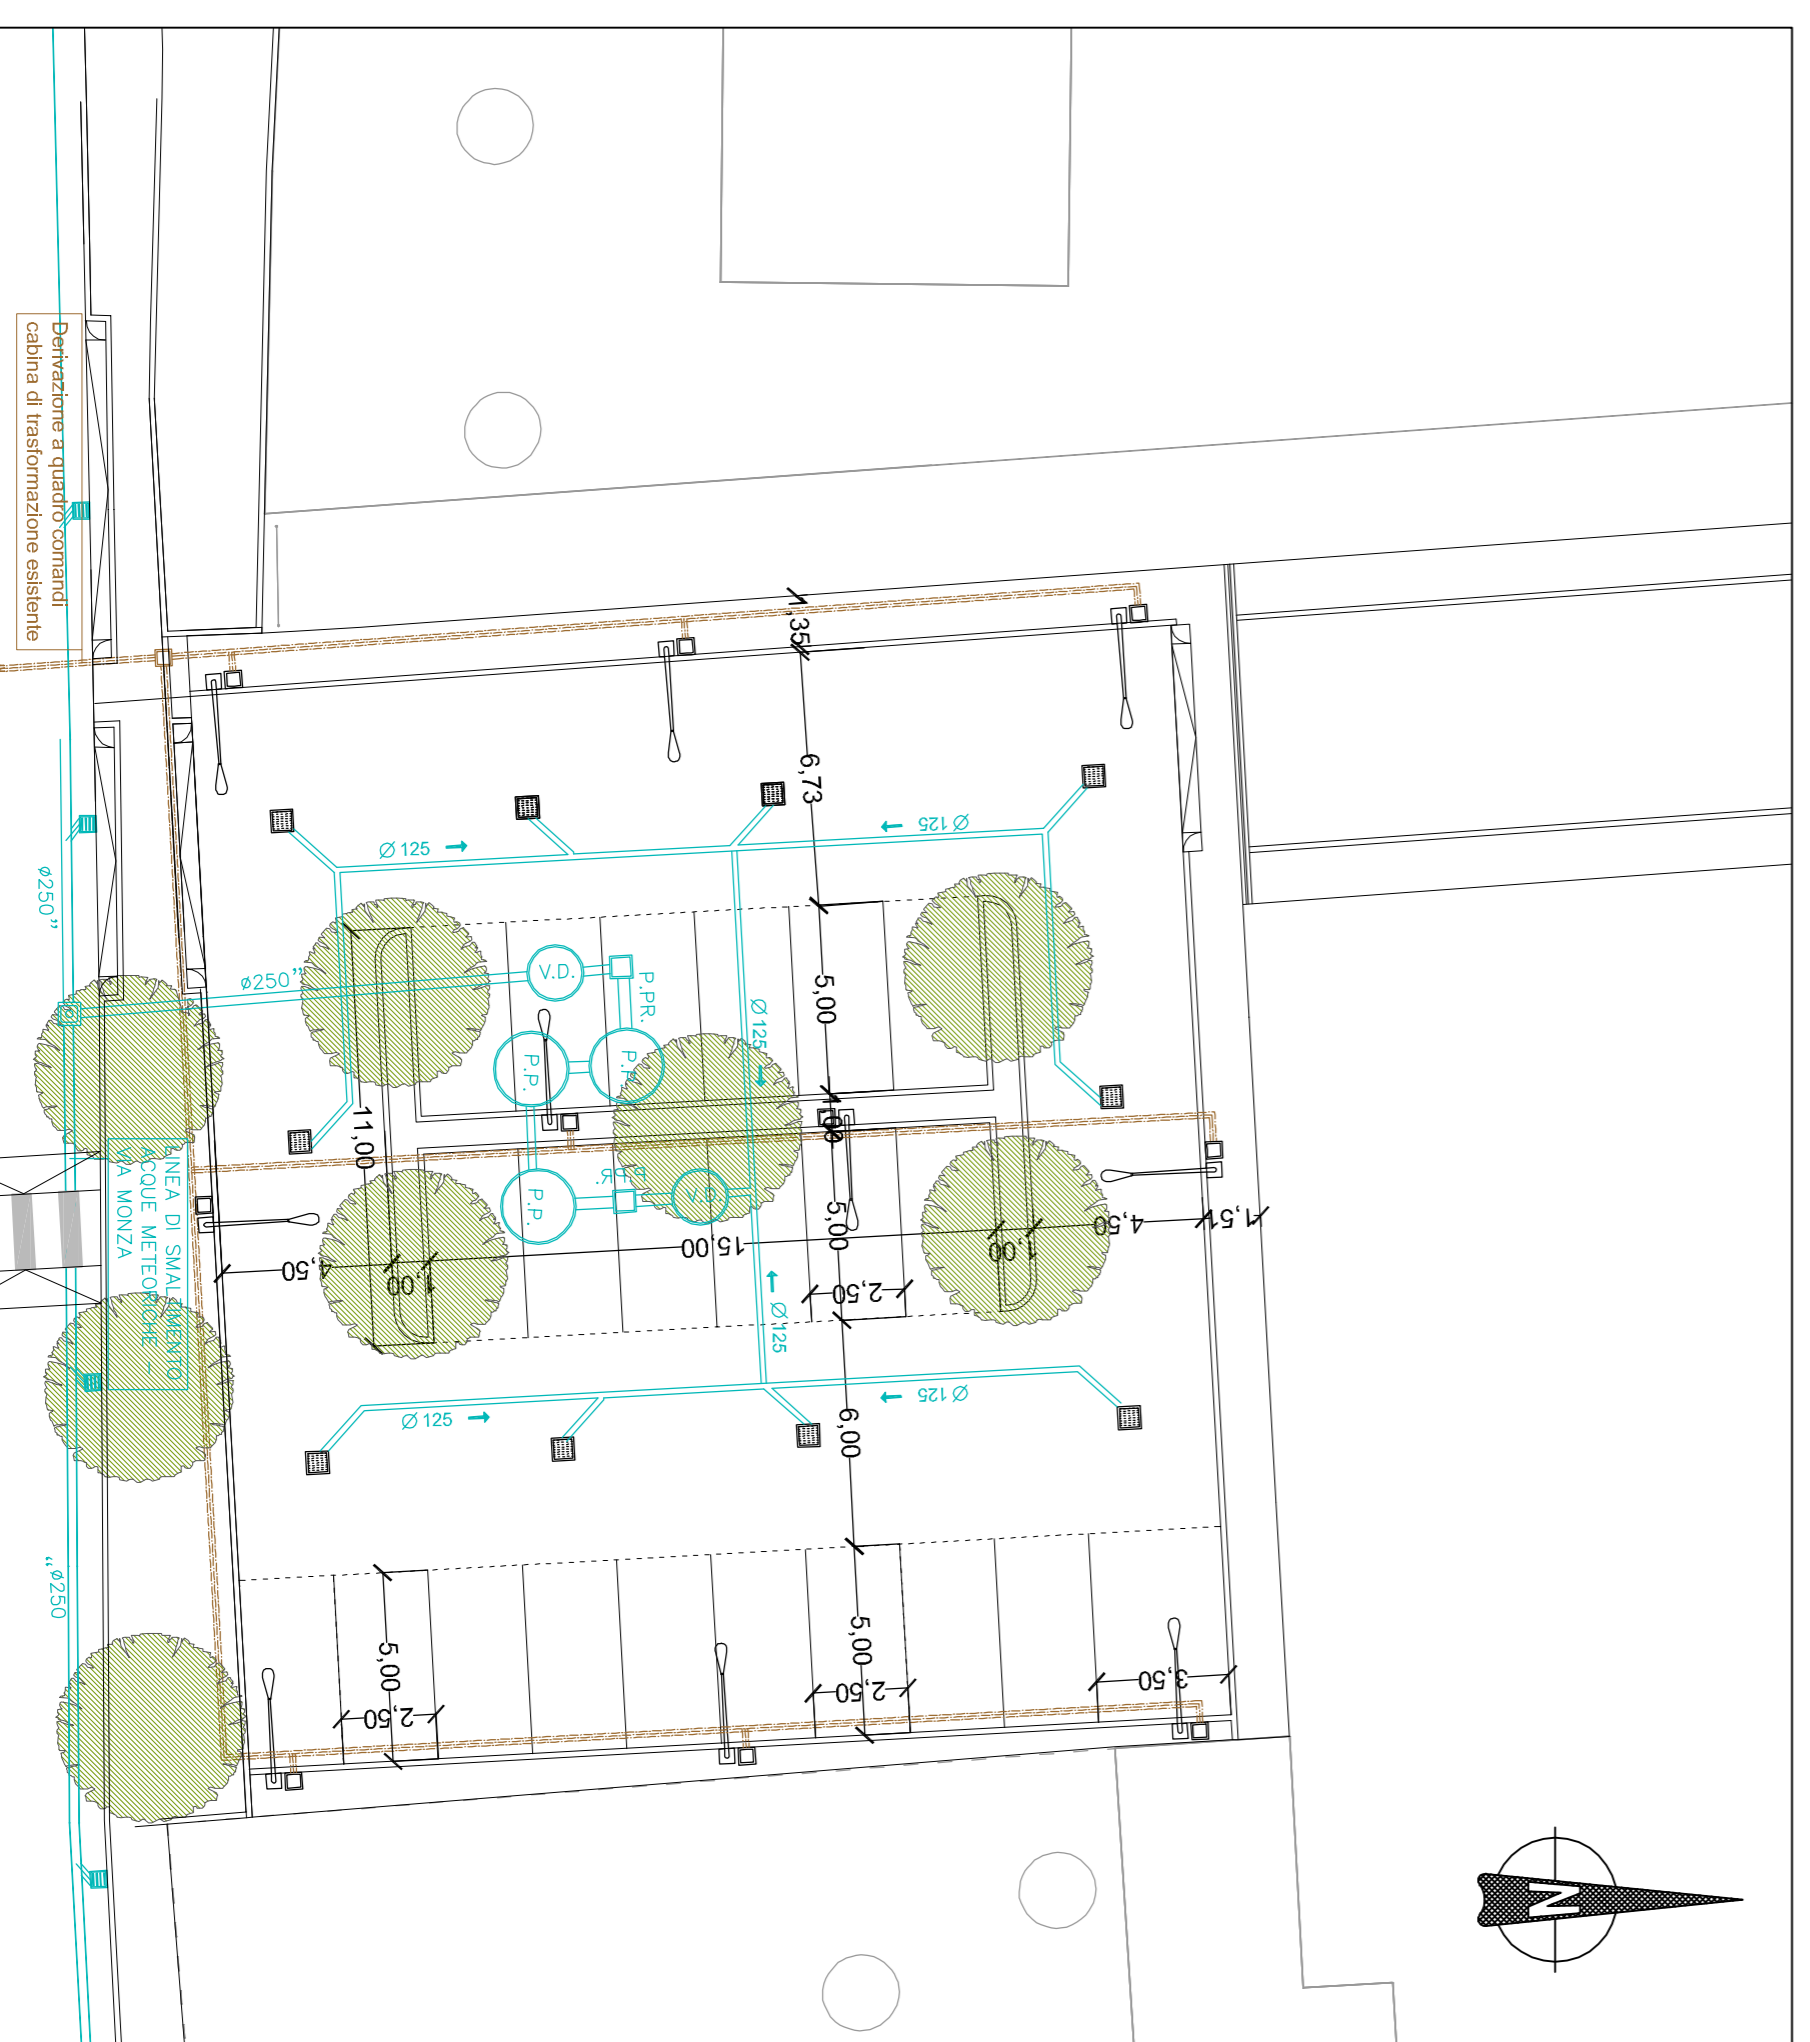 Derivazione a quadro comandi
cabina di trasformazione esistente
1,35
6,73
Ø 125
Ø 125
ø250"
ø250"
V.D.
P.PR.
5,00
Ø 125
P.P.
P.P.
11,00
1,00
P.PR.
P.P.
V.D.
LINEA DI SMALTIMENTO
ACQUE METEORICHE –
VIA MONZA
4,50
1,00
15,00
5,00
1,00
4,50
1,51
2,50
Ø 125
Ø 125
Ø 125
6,00
"ø250
5,00
2,50
5,00
2,50
3,50
N